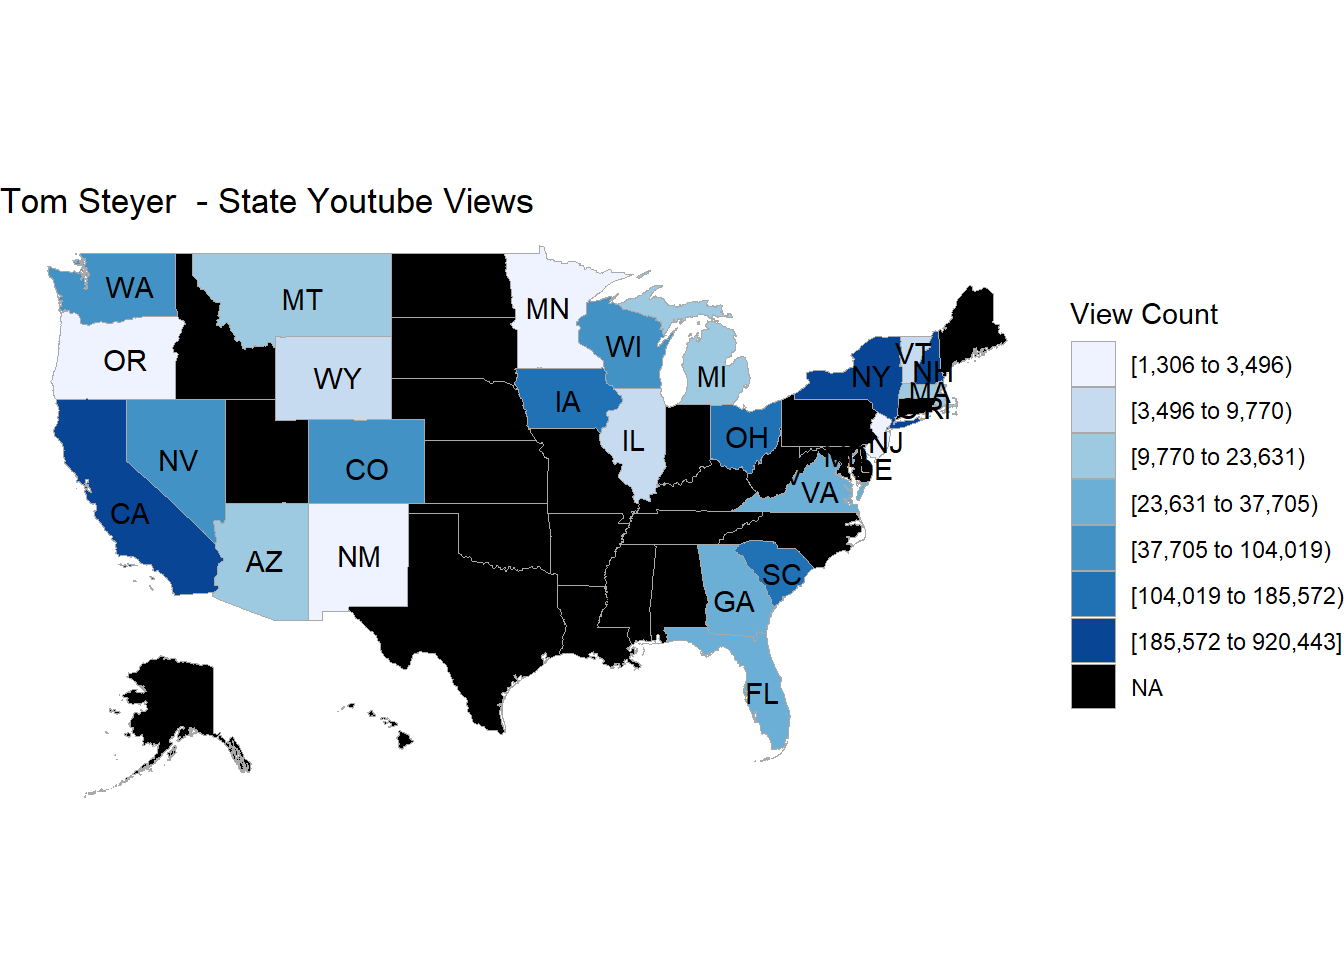 Tom Steyer  - State Youtube Views
WA
MT
MN
OR
WI
VT
NH
WY
MI
NY
MA
IA
RI
NV
CO
IL
OH
NJ
DE
CA
VA
AZ
NM
SC
GA
FL
View Count
[1,306 to 3,496)
[3,496 to 9,770)
[9,770 to 23,631)
[23,631 to 37,705)
[37,705 to 104,019)
[104,019 to 185,572)
[185,572 to 920,443]
NA